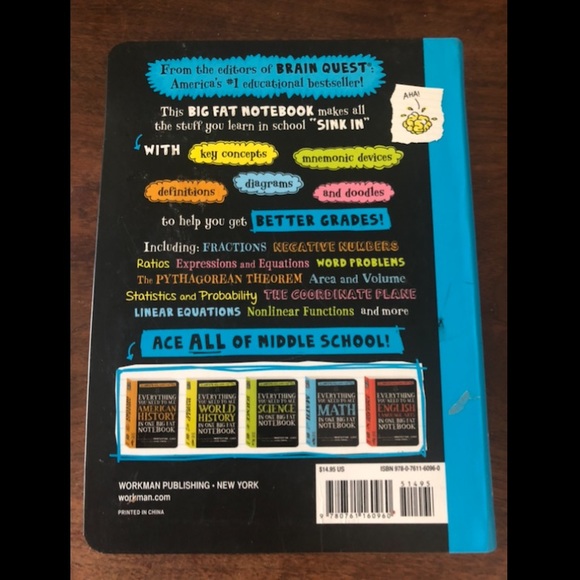 From the editors of BRAIN QUEST®,
America's #1 educational bestseller!
AHA!
This BIG FAT NOTEBOOK makes all
the stuff you learn in school "SINK IN"
WITH key concepts mnemonic devices
definitions diagrams and doodles
to help you get BETTER GRADES!
Including: FRACTIONS NEGATIVE NUMBERS
Ratios Expressions and Equations WORD PROBLEMS
The PYTHAGOREAN THEOREM Area and Volume
Statistics and Probability THE COORDINATE PLANE
LINEAR EQUATIONS Nonlinear Functions and more
ACE ALL OF MIDDLE SCHOOL!
EVERYTHING
YOU NEED TO ACE
AMERICAN
HISTORY
IN ONE BIG FAT
NOTEBOOK
EVERYTHING
YOU NEED TO ACE
WORLD
HISTORY
IN ONE BIG FAT
NOTEBOOK
EVERYTHING
YOU NEED TO ACE
SCIENCE
IN ONE BIG FAT
NOTEBOOK
EVERYTHING
YOU NEED TO ACE
MATH
IN ONE BIG FAT
NOTEBOOK
EVERYTHING
YOU NEED TO ACE
ENGLISH
LANGUAGE ARTS
IN ONE BIG FAT
NOTEBOOK
WORKMAN PUBLISHING • NEW YORK
workman.com
PRINTED IN CHINA
$14.95 US ISBN 978-0-7611-6096-0
51495
9 780761 160960